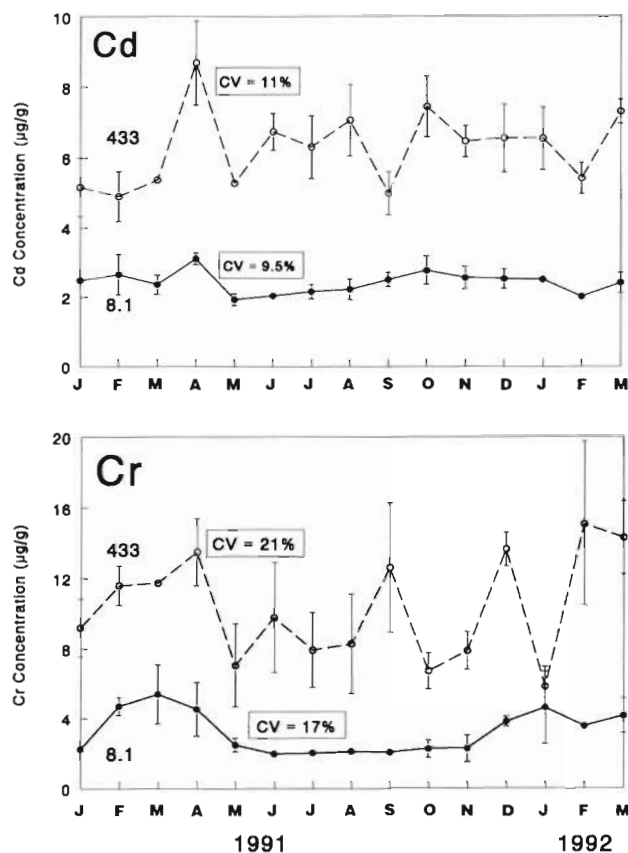 10
Cd
CV = 11%
8
433
6
Cd Concentration (µg/g)
4
CV = 9.5%
2
8.1
0
J F M A M J J A S O N D J F M
20
Cr
16
433
CV = 21%
12
Cr Concentration (µg/g)
8
4
CV = 17%
8.1
0
J F M A M J J A S O N D J F M
1991 1992